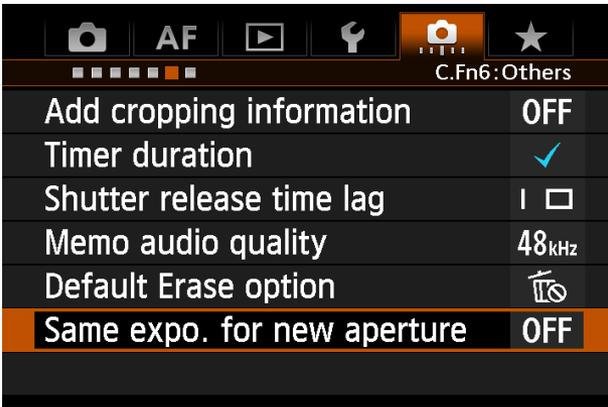 AF
C.Fn6:Others
Add cropping information OFF
Timer duration
Shutter release time lag
Memo audio quality 48kHz
Default Erase option
Same expo. for new aperture OFF